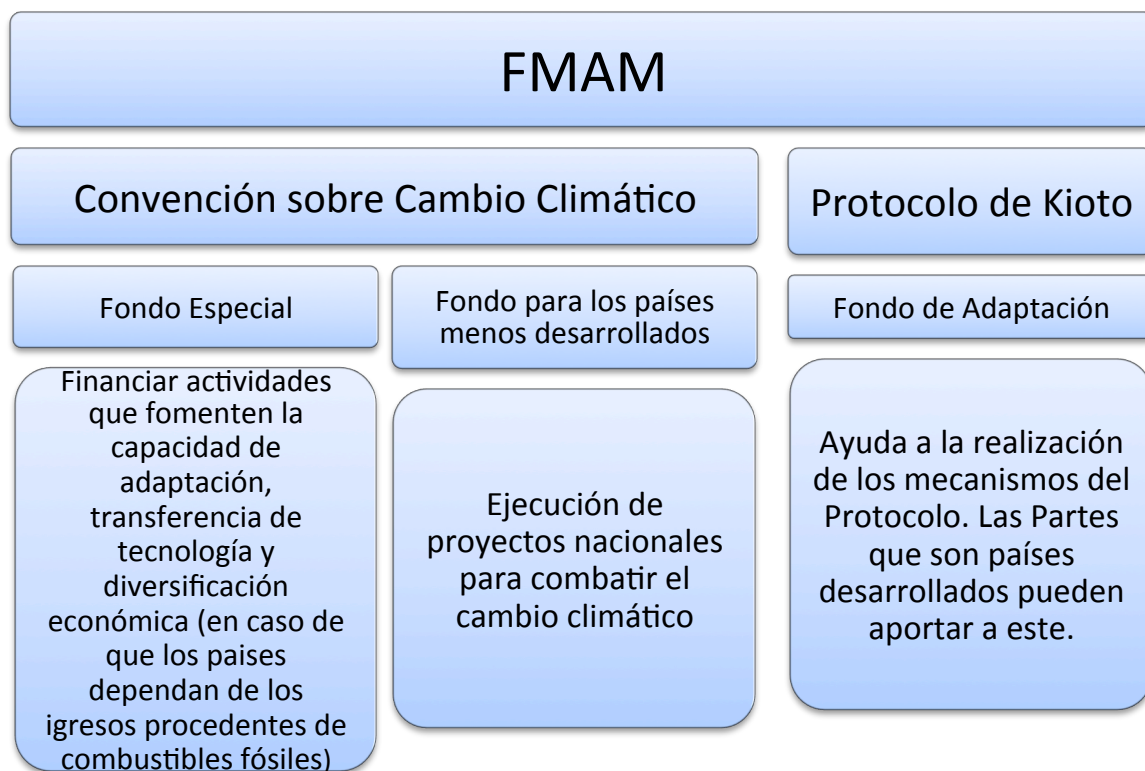 FMAM
Convención sobre Cambio Climático
Protocolo de Kioto
Fondo Especial
Fondo para los países
menos desarrollados
Fondo de Adaptación
Financiar actividades
que fomenten la
capacidad de
adaptación,
transferencia de
tecnología y
diversificación
económica (en caso de
que los paises
dependan de los
igresos procedentes de
combustibles fósiles)
Ejecución de
proyectos nacionales
para combatir el
cambio climático
Ayuda a la realización
de los mecanismos del
Protocolo. Las Partes
que son países
desarrollados pueden
aportar a este.